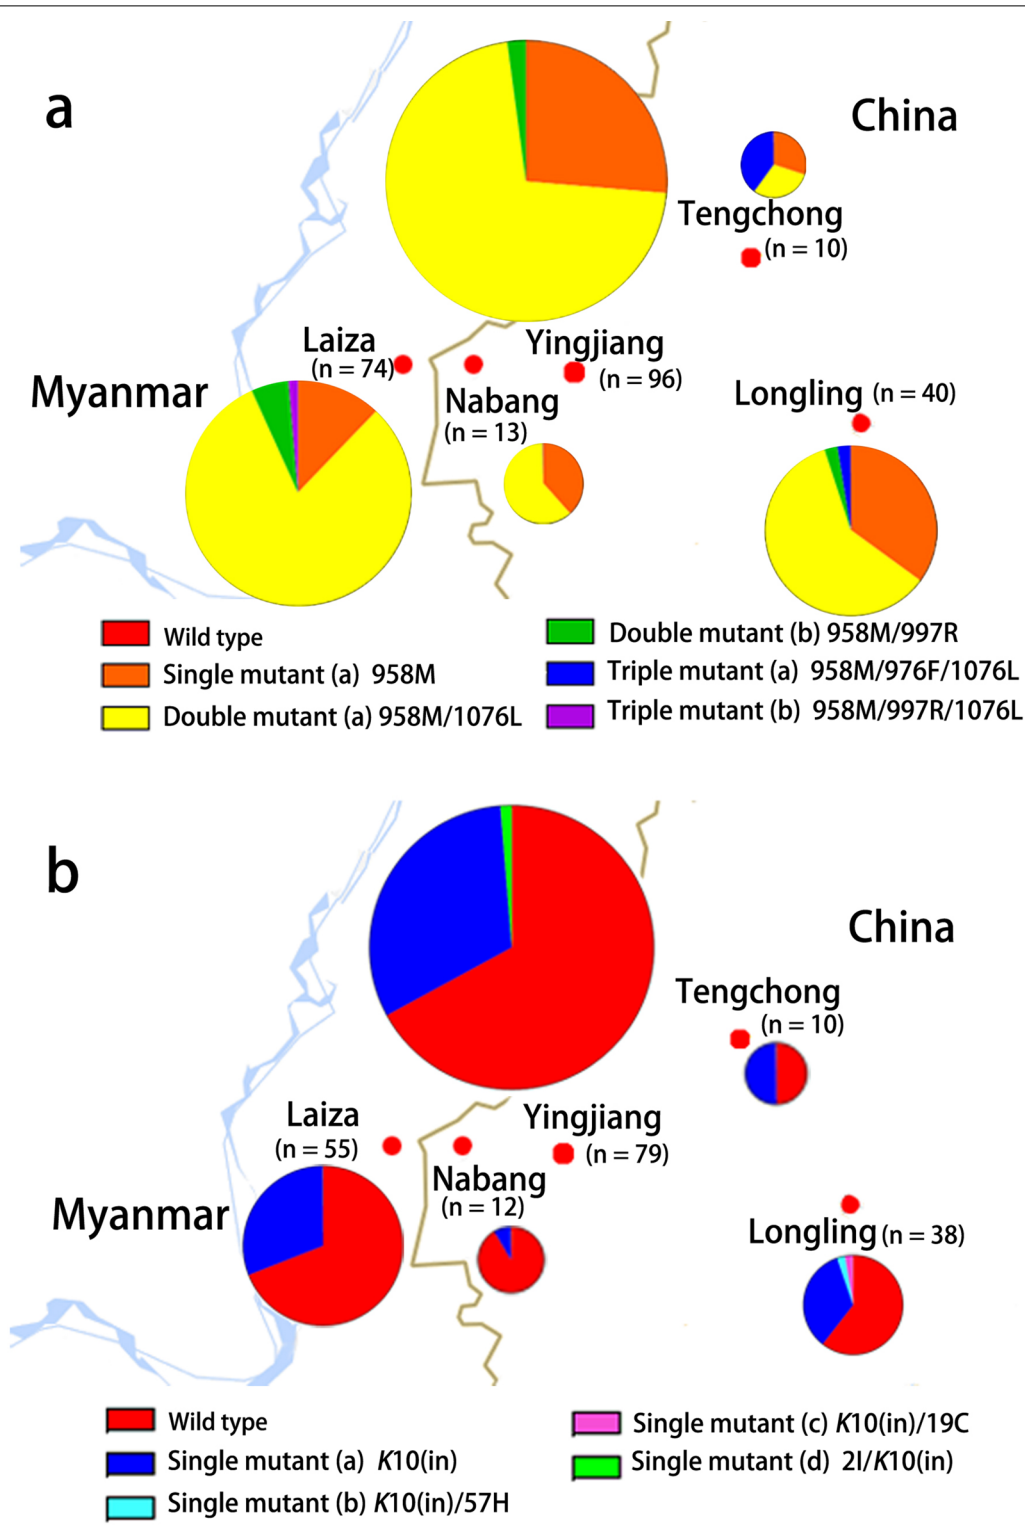 a
China
Tengchong
(n = 10)
Laiza
(n = 74)
Yingjiang
(n = 96)
Myanmar
Nabang
(n = 13)
Longling (n = 40)
Wild type
Single mutant (a) 958M
Double mutant (a) 958M/1076L
Double mutant (b) 958M/997R
Triple mutant (a) 958M/976F/1076L
Triple mutant (b) 958M/997R/1076L
b
China
Tengchong
(n = 10)
Laiza
(n = 55)
Yingjiang
(n = 79)
Nabang
(n = 12)
Myanmar
Longling (n = 38)
Wild type
Single mutant (a) K10(in)
Single mutant (b) K10(in)/57H
Single mutant (c) K10(in)/19C
Single mutant (d) 2I/K10(in)